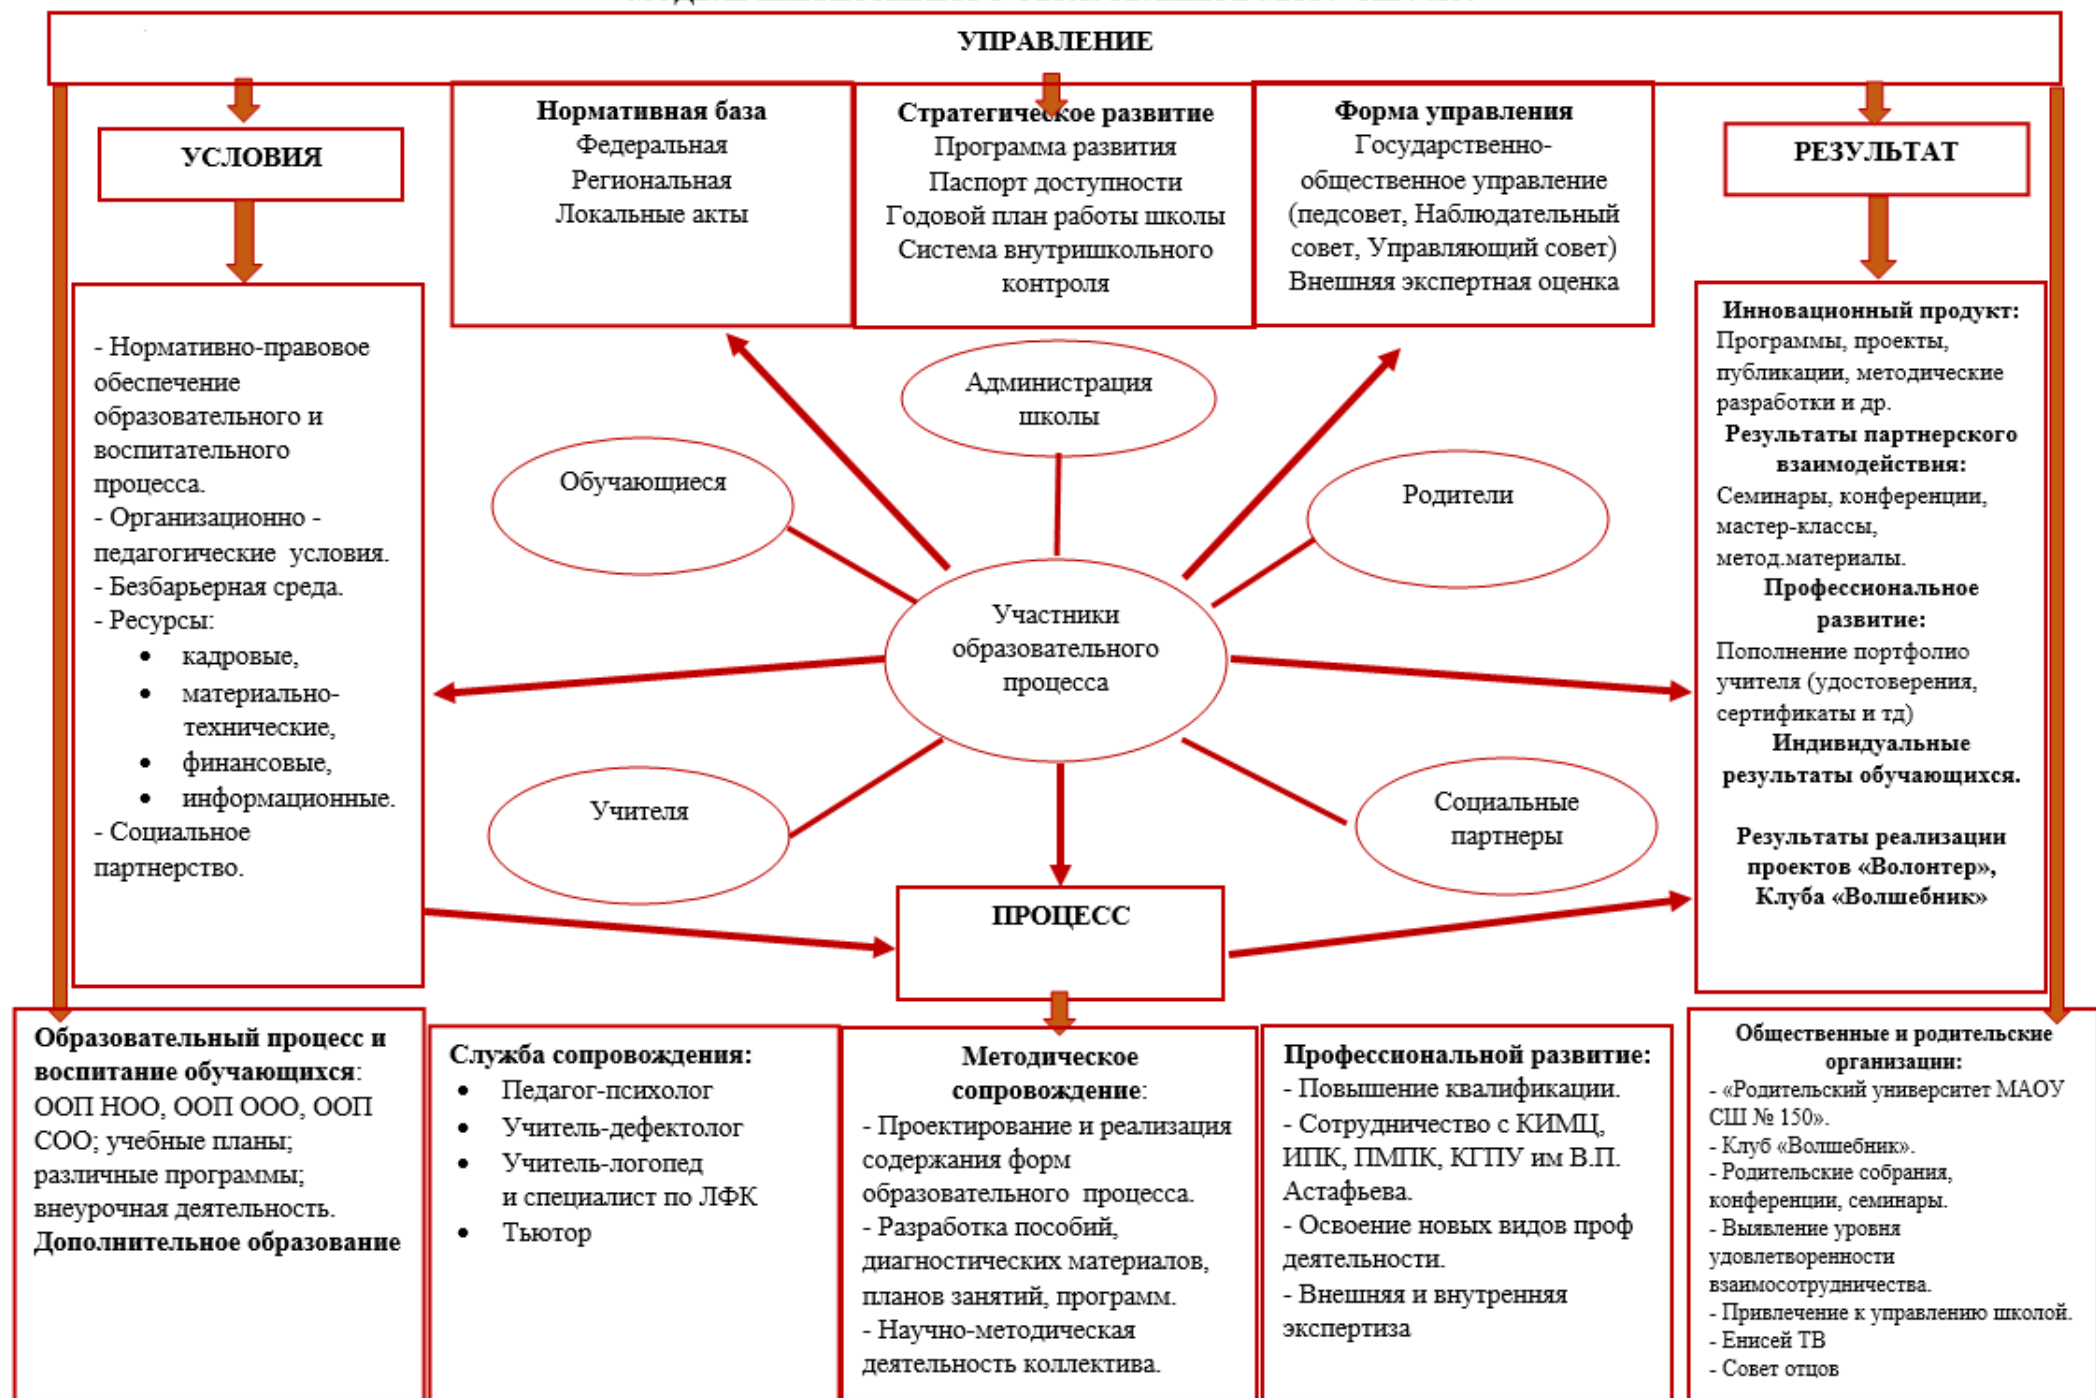 УПРАВЛЕНИЕ
УСЛОВИЯ
Нормативная база
Федеральная
Региональная
Локальные акты
Стратегическое развитие
Программа развития
Паспорт доступности
Годовой план работы школы
Система внутришкольного
контроля
Форма управления
Государственно-
общественное управление
(педсовет, Наблюдательный
совет, Управляющий совет)
Внешняя экспертная оценка
РЕЗУЛЬТАТ
- Нормативно-правовое
обеспечение
образовательного и
воспитательного
процесса.
- Организационно -
педагогические условия.
- Безбарьерная среда.
- Ресурсы:
• кадровые,
• материально-
технические,
• финансовые,
• информационные.
- Социальное
партнерство.
Администрация
школы
Обучающиеся
Родители
Участники
образовательного
процесса
Учителя
Социальные
партнеры
ПРОЦЕСС
Инновационный продукт:
Программы, проекты,
публикации, методические
разработки и др.
Результаты партнерского
взаимодействия:
Семинары, конференции,
мастер-классы,
метод.материалы.
Профессиональное
развитие:
Пополнение портфолио
учителя (удостоверения,
сертификаты и тд)
Индивидуальные
результаты обучающихся.
Результаты реализации
проектов «Волонтер»,
Клуба «Волшебник»
Образовательный процесс и
воспитание обучающихся:
ООП НОО, ООП ООО, ООП
СОО; учебные планы;
различные программы;
внеурочная деятельность.
Дополнительное образование
Служба сопровождения:
• Педагог-психолог
• Учитель-дефектолог
• Учитель-логопед
и специалист по ЛФК
• Тьютор
Методическое
сопровождение:
- Проектирование и реализация
содержания форм
образовательного процесса.
- Разработка пособий,
диагностических материалов,
планов занятий, программ.
- Научно-методическая
деятельность коллектива.
Профессиональной развитие:
- Повышение квалификации.
- Сотрудничество с КИМЦ,
ИПК, ПМПК, КГПУ им В.П.
Астафьева.
- Освоение новых видов проф
деятельности.
- Внешняя и внутренняя
экспертиза
Общественные и родительские
организации:
- «Родительский университет МАОУ
СШ № 150».
- Клуб «Волшебник».
- Родительские собрания,
конференции, семинары.
- Выявление уровня
удовлетворенности
взаимосотрудничества.
- Привлечение к управлению школой.
- Енисей ТВ
- Совет отцов